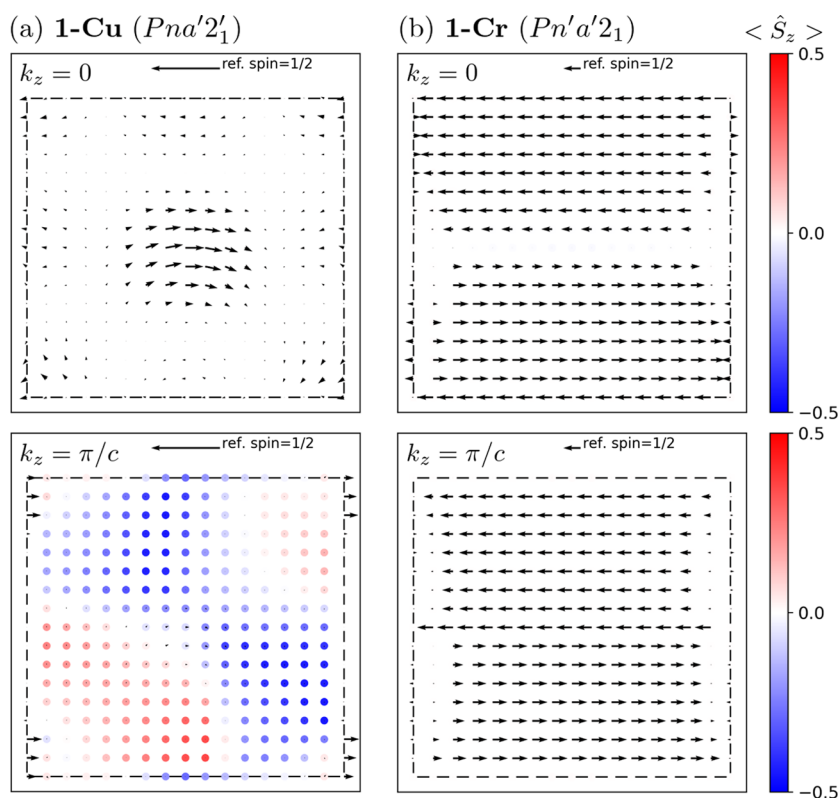 (a) 1-Cu (Pna′2₁′) (b) 1-Cr (Pn′a′2₁) < Ŝz >
kz = 0 ref. spin=1/2
kz = 0 ref. spin=1/2
0.5
0.0
−0.5
kz = π/c ref. spin=1/2
kz = π/c ref. spin=1/2
0.5
0.0
−0.5